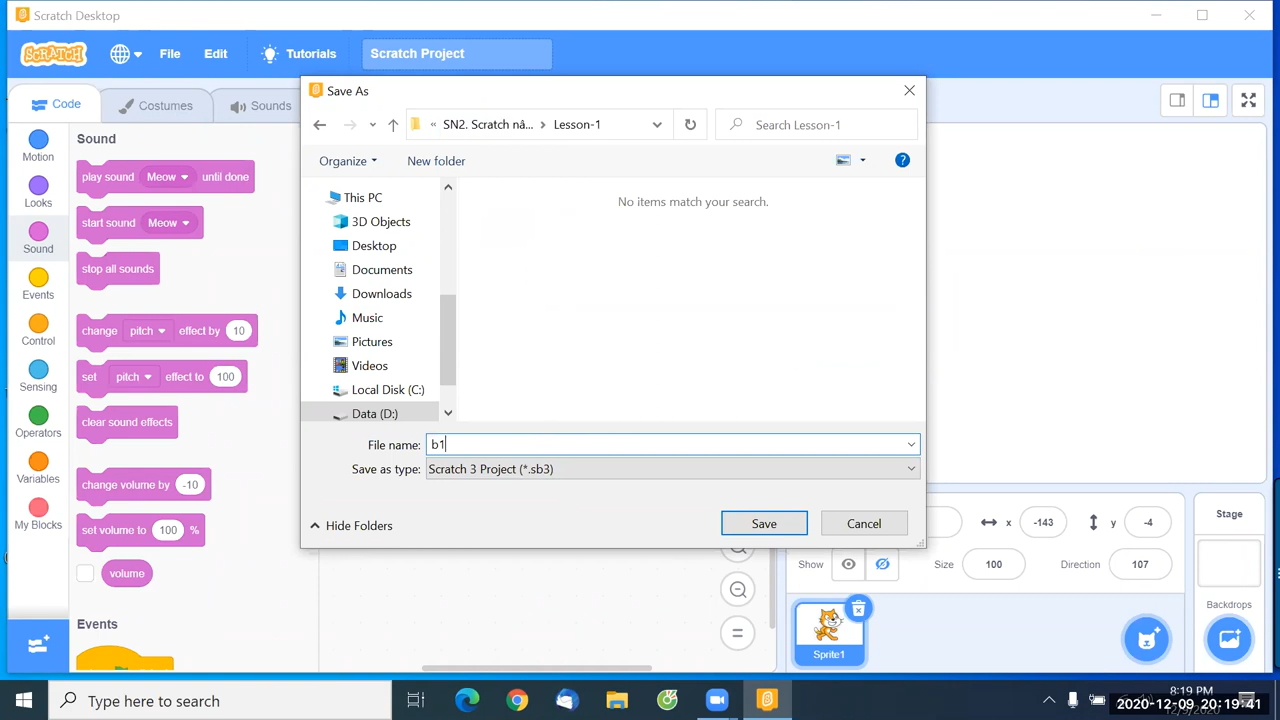 Scratch Desktop
SCRATCH
File
Edit
Tutorials
Scratch Project
Save As
« SN2. Scratch nâ... > Lesson-1
Search Lesson-1
Organize
New folder
Code
Costumes
Sounds
Motion
Looks
Sound
Events
Control
Sensing
Operators
Variables
My Blocks
Sound
play sound Meow until done
start sound Meow
stop all sounds
change pitch effect by 10
set pitch effect to 100
clear sound effects
change volume by -10
set volume to 100 %
volume
Events
This PC
3D Objects
Desktop
Documents
Downloads
Music
Pictures
Videos
Local Disk (C:)
Data (D:)
No items match your search.
File name: b1
Save as type: Scratch 3 Project (*.sb3)
Hide Folders
Save
Cancel
x -143
y -4
Show
Size 100
Direction 107
Sprite1
Stage
Backdrops
Type here to search
8:19 PM
2020-12-09 20:19:41